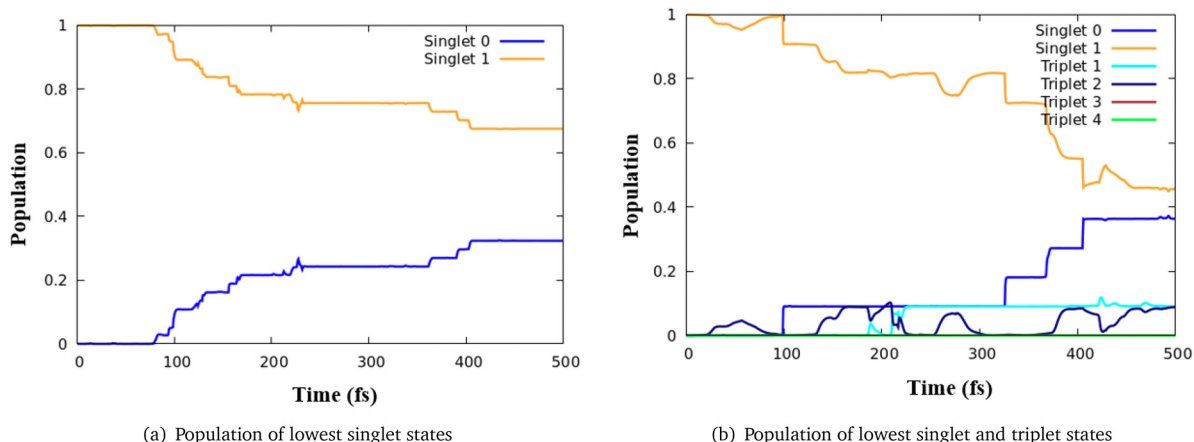 Singlet 0
Singlet 1
1
0.8
0.6
0.4
0.2
0
Population
0 100 200 300 400 500
Time (fs)
(a) Population of lowest singlet states
Singlet 0
Singlet 1
Triplet 1
Triplet 2
Triplet 3
Triplet 4
1
0.8
0.6
0.4
0.2
0
Population
0 100 200 300 400 500
Time (fs)
(b) Population of lowest singlet and triplet states